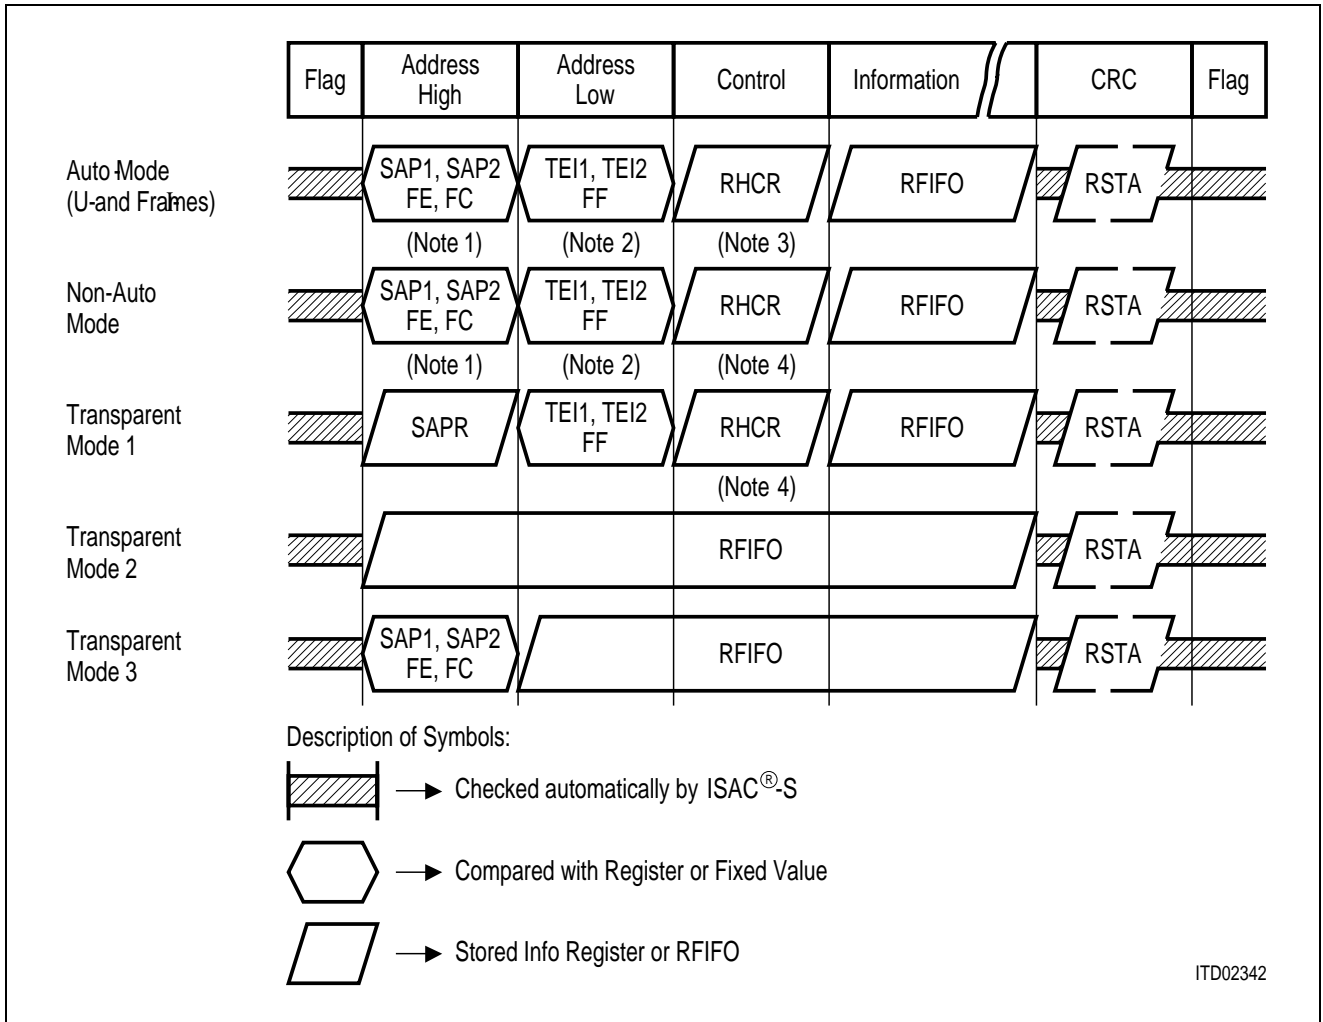 Flag
Address High
Address Low
Control
Information
CRC
Flag
Auto-Mode
(U-and Frames)
SAP1, SAP2
FE, FC
TEI1, TEI2
FF
RHCR
RFIFO
RSTA
(Note 1)
(Note 2)
(Note 3)
Non-Auto
Mode
SAP1, SAP2
FE, FC
TEI1, TEI2
FF
RHCR
RFIFO
RSTA
(Note 1)
(Note 2)
(Note 4)
Transparent
Mode 1
SAPR
TEI1, TEI2
FF
RHCR
RFIFO
RSTA
(Note 4)
Transparent
Mode 2
RFIFO
RSTA
Transparent
Mode 3
SAP1, SAP2
FE, FC
RFIFO
RSTA
Description of Symbols:
Checked automatically by ISAC®-S
Compared with Register or Fixed Value
Stored Info Register or RFIFO
ITD02342